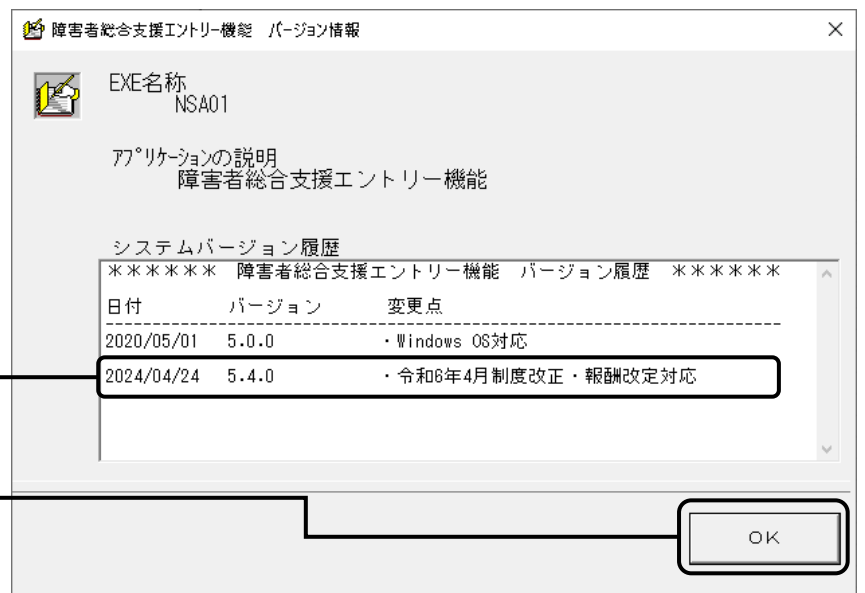 障害者総合支援エントリー機能 バージョン情報
EXE名称
NSA01
アプリケーションの説明
障害者総合支援エントリー機能
システムバージョン履歴
****** 障害者総合支援エントリー機能 バージョン履歴 ******
日付 バージョン 変更点
--------------------------------------------------------------------------------
2020/05/01 5.0.0 ・Windows OS対応
2024/04/24 5.4.0 ・令和6年4月制度改正・報酬改定対応
OK